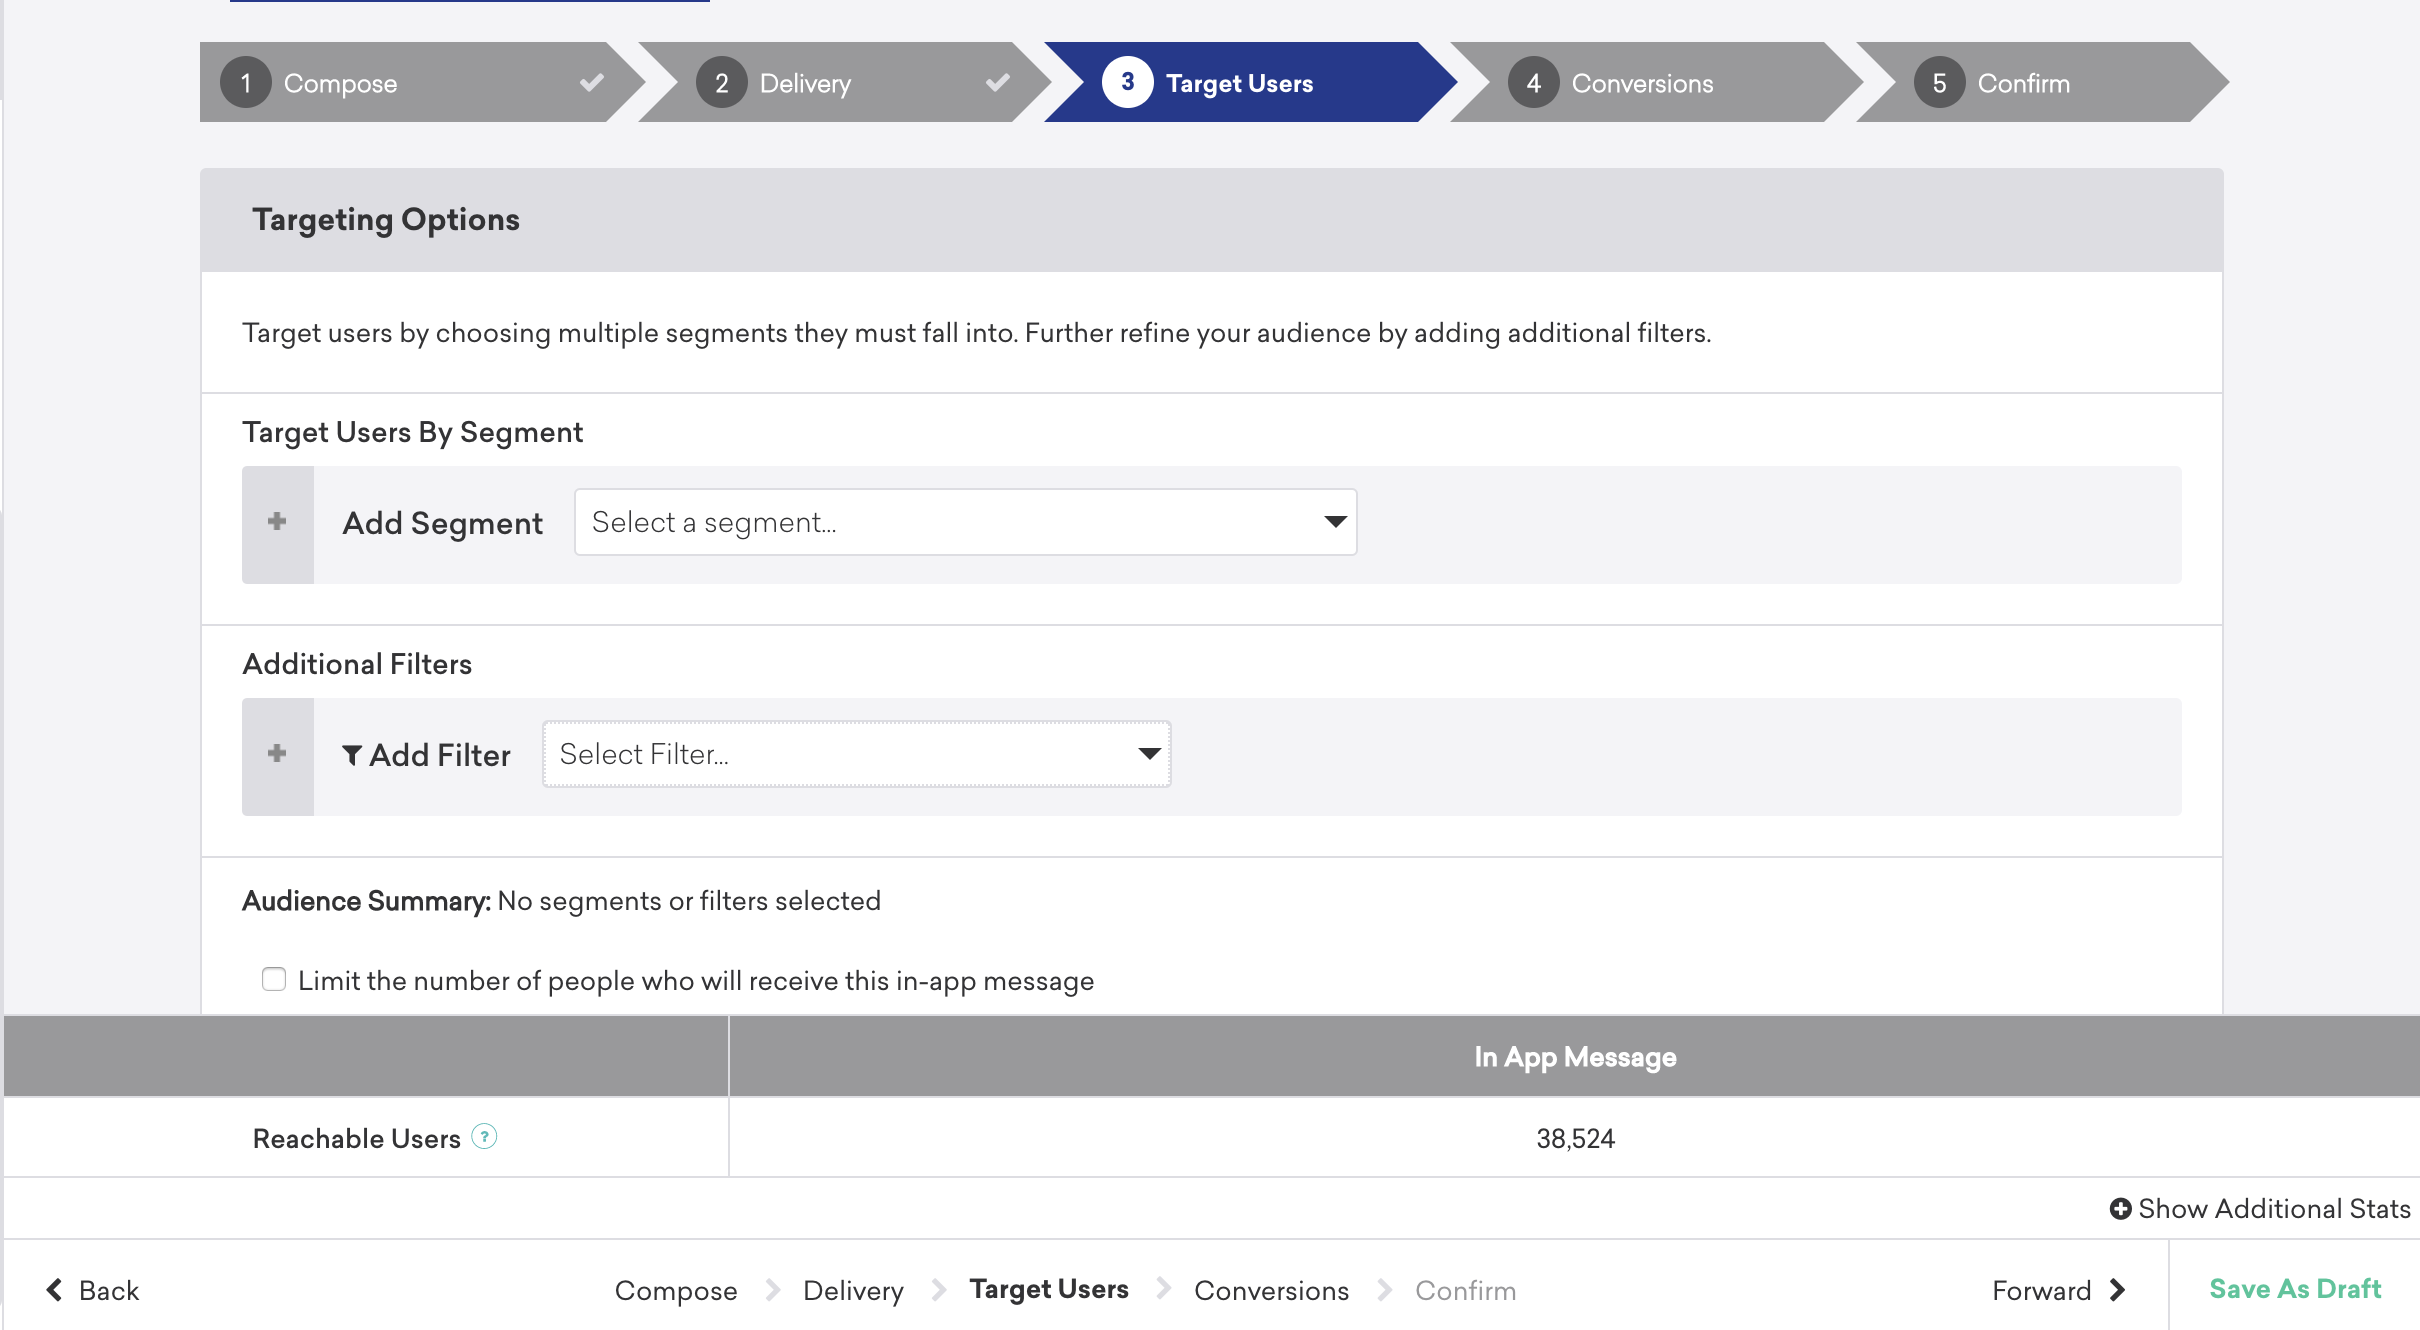 1 Compose
2 Delivery
3 Target Users
4 Conversions
5 Confirm
Targeting Options
Target users by choosing multiple segments they must fall into. Further refine your audience by adding additional filters.
Target Users By Segment
+ Add Segment Select a segment...
Additional Filters
+ Add Filter Select Filter...
Audience Summary: No segments or filters selected
Limit the number of people who will receive this in-app message
In App Message
Reachable Users ? 38,524
Show Additional Stats
Back
Compose
Delivery
Target Users
Conversions
Confirm
Forward
Save As Draft